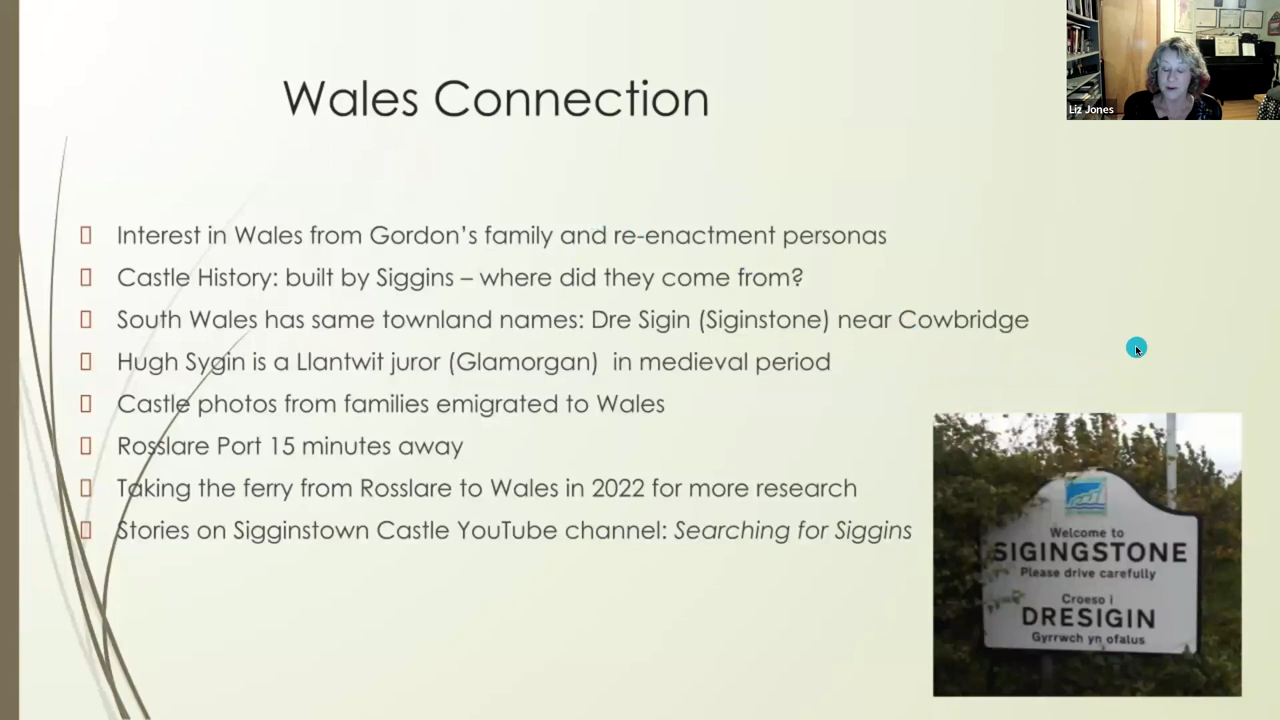 Wales Connection
Liz Jones
Interest in Wales from Gordon’s family and re-enactment personas
Castle History: built by Siggins – where did they come from?
South Wales has same townland names: Dre Sigin (Siginstone) near Cowbridge
Hugh Sygin is a Llantwit juror (Glamorgan) in medieval period
Castle photos from families emigrated to Wales
Rosslare Port 15 minutes away
Taking the ferry from Rosslare to Wales in 2022 for more research
Stories on Sigginstown Castle YouTube channel: Searching for Siggins
Welcome to
SIGINGSTONE
Please drive carefully
Croeso i
DRESIGIN
Gyrrwch yn ofalus